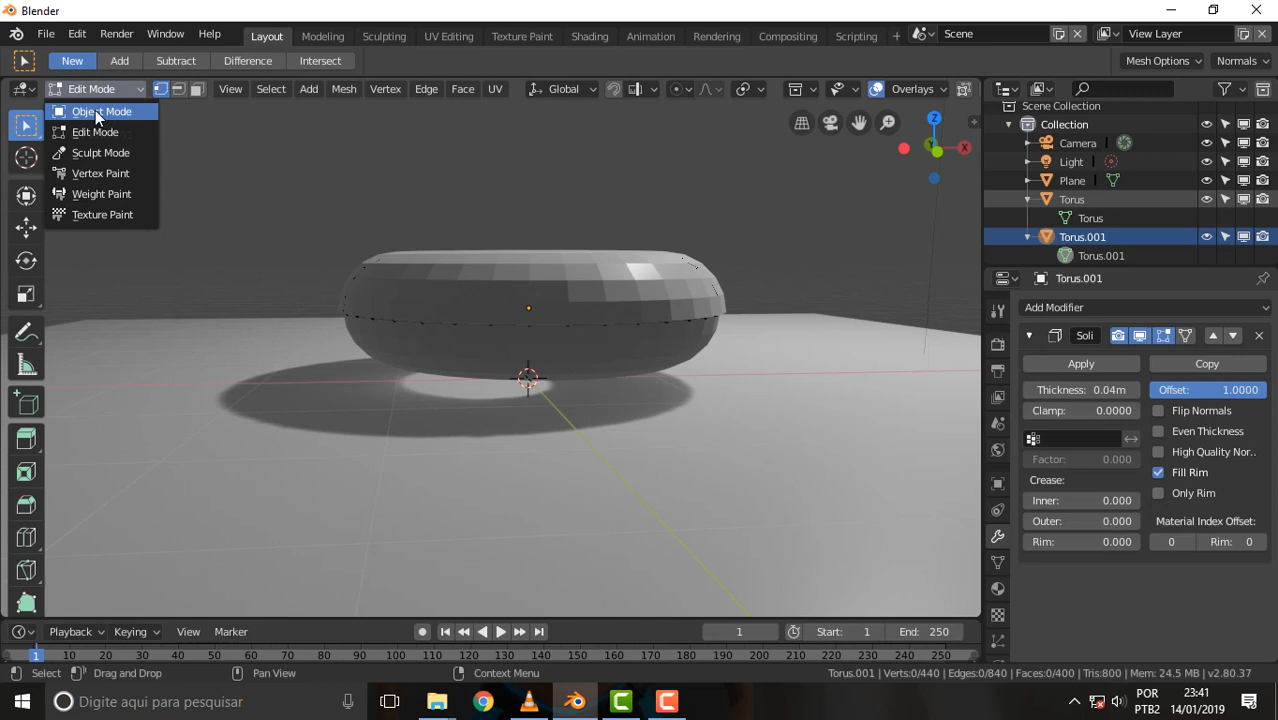 Blender
File Edit Render Window Help Layout Modeling Sculpting UV Editing Texture Paint Shading Animation Rendering Compositing Scripting + Scene View Layer
New Add Subtract Difference Intersect Mesh Options Normals
Edit Mode View Select Add Mesh Vertex Edge Face UV Global Overlays
Object Mode
Edit Mode
Sculpt Mode
Vertex Paint
Weight Paint
Texture Paint
Z
Y
X
Scene Collection
Collection
Camera
Light
Plane
Torus
Torus
Torus.001
Torus.001
Torus.001
Add Modifier
Soli
Apply Copy
Thickness: 0.04m Offset: 1.0000
Clamp: 0.0000 Flip Normals
Even Thickness
Factor: 0.000 High Quality Nor..
Crease: Fill Rim
Inner: 0.000 Only Rim
Outer: 0.000 Material Index Offset:
Rim: 0.000 0 Rim: 0
Playback Keying View Marker 1 Start: 1 End: 250
1 10 20 30 40 50 60 70 80 90 100 110 120 130 140 150 160 170 180 190 200 210 220 230 240 250
Select Drag and Drop Pan View Context Menu Torus.001 | Verts:0/440 | Edges:0/840 | Faces:0/400 | Tris:800 | Mem: 24.5 MB | v2.80.37
Digite aqui para pesquisar POR 23:41
PTB2 14/01/2019